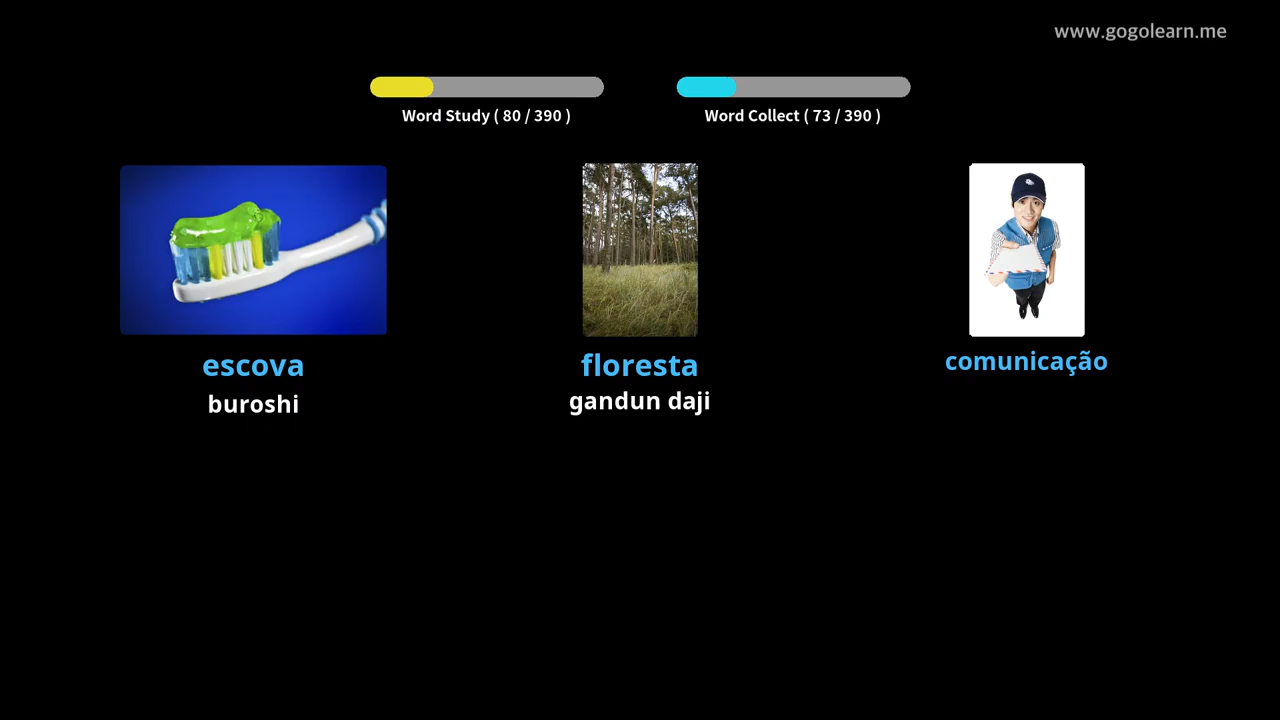 www.gogolearn.me
Word Study ( 80 / 390 )
Word Collect ( 73 / 390 )
escova
buroshi
floresta
gandun daji
comunicação